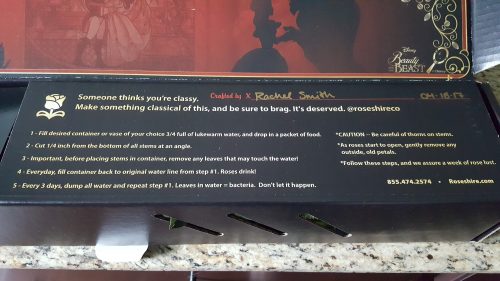 Disney
Beauty
AND THE
BEAST
Someone thinks you're classy.
Crafted by x Rachel Smith
04-18-17
Make something classical of this, and be sure to brag. It's deserved. @roseshireco
1 - Fill desired container or vase of your choice 3/4 full of lukewarm water, and drop in a packet of food.
*CAUTION - Be careful of thorns on stems.
2 - Cut 1/4 inch from the bottom of all stems at an angle.
*As roses start to open, gently remove any
outside, old petals.
3 - Important, before placing stems in container, remove any leaves that may touch the water!
*Follow these steps, and we assure a week of rose lust.
4 - Everyday, fill container back to original water line from step #1. Roses drink!
5 - Every 3 days, dump all water and repeat step #1. Leaves in water = bacteria. Don't let it happen.
855.474.2574 • Roseshire.com